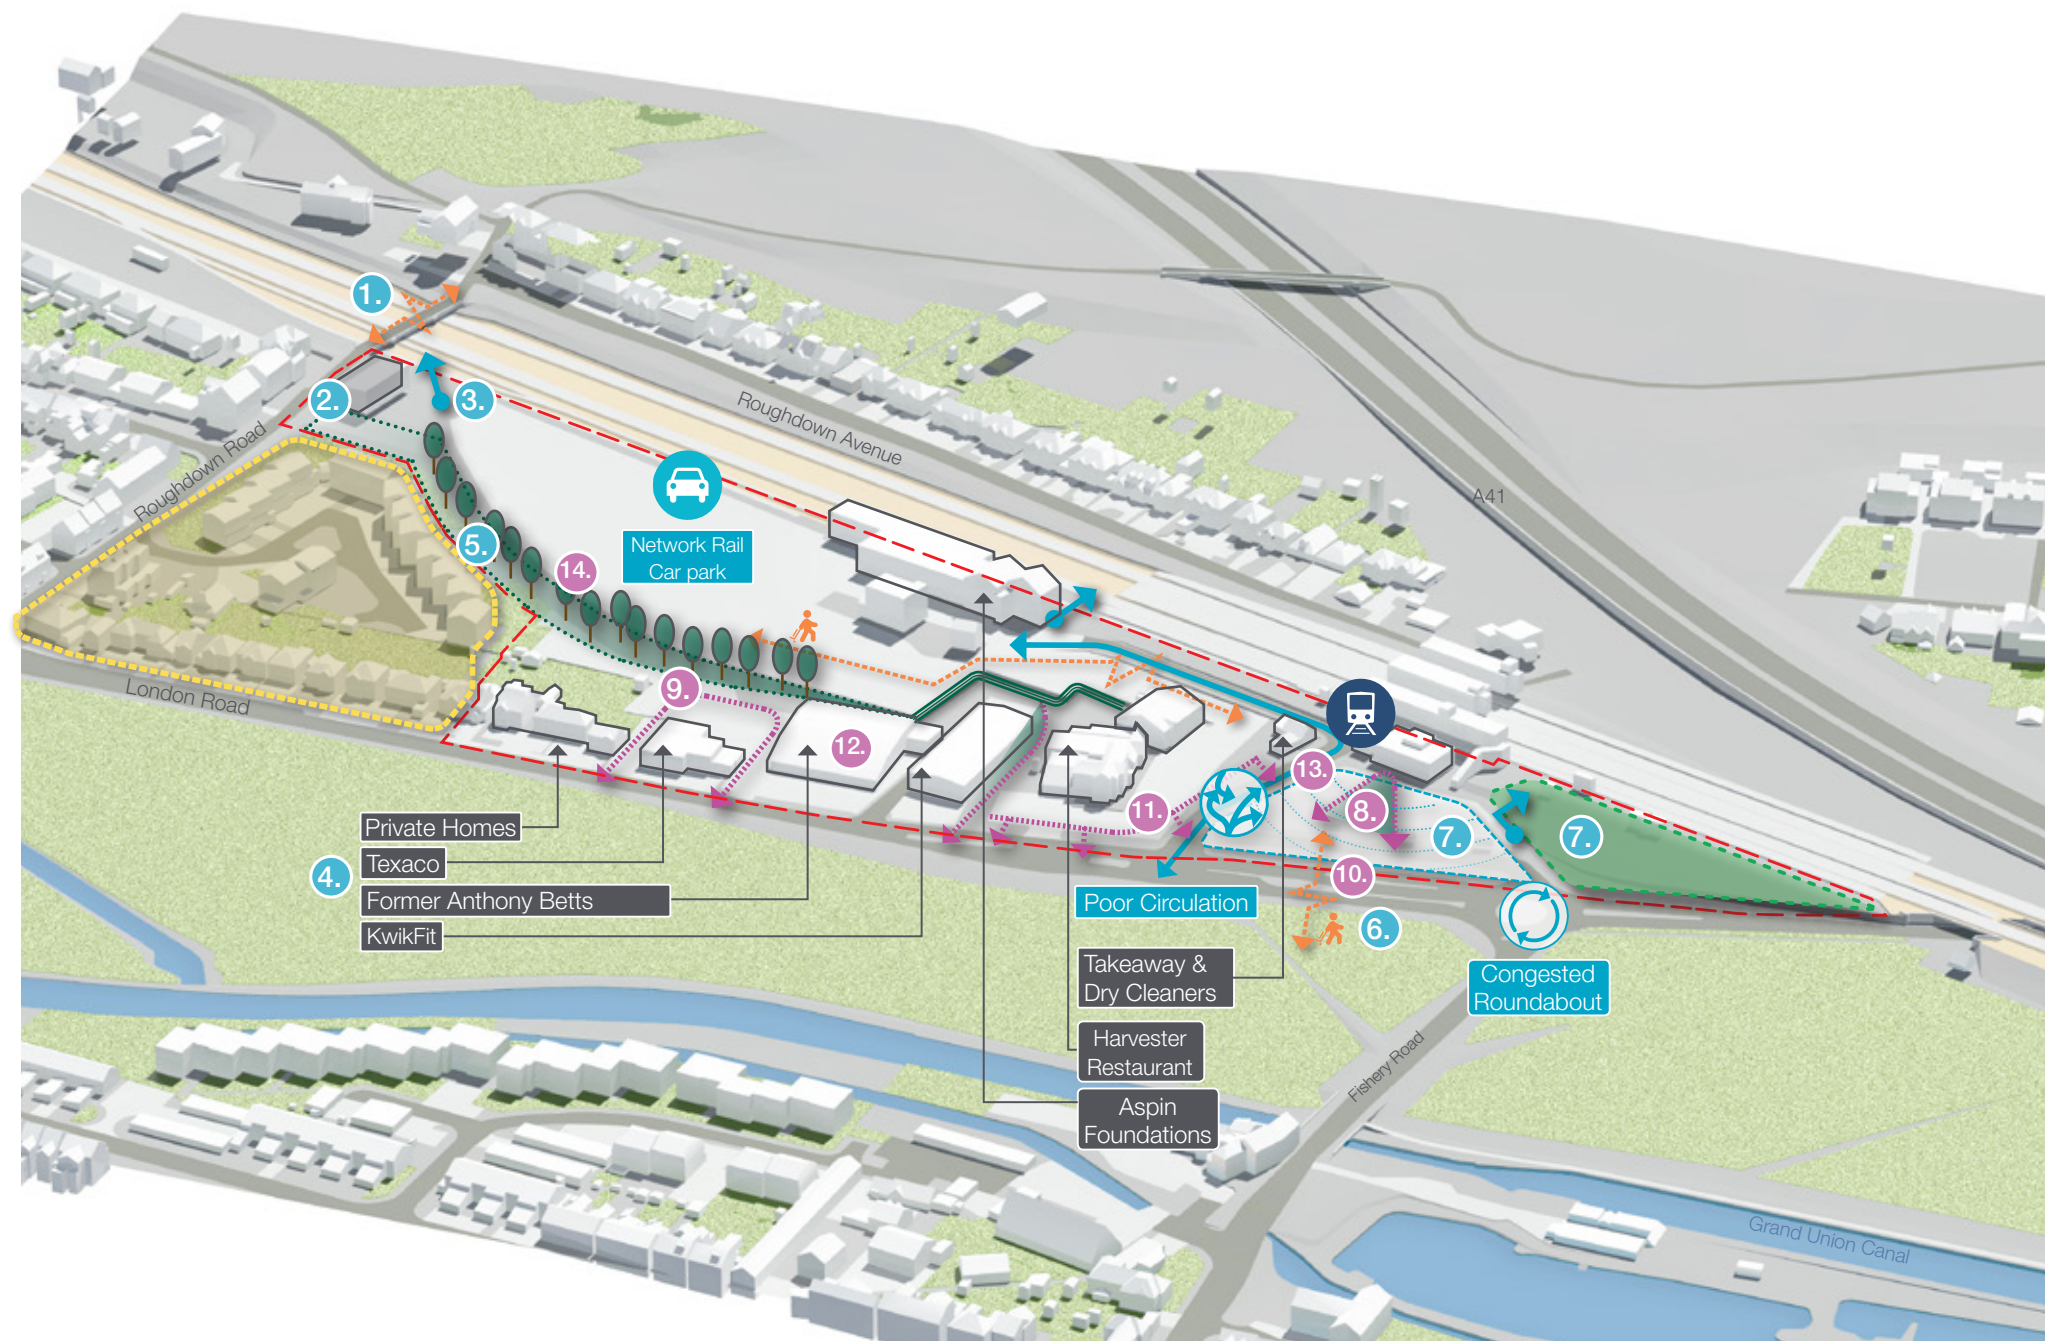 1.
2.
3.
Roughdown Avenue
Roughdown Road
A41
5.
14.
Network Rail
Car park
9.
London Road
12.
13.
11.
8.
7.
7.
10.
Private Homes
Texaco
4.
Former Anthony Betts
KwikFit
Poor Circulation
6.
Takeaway &
Dry Cleaners
Congested
Roundabout
Harvester
Restaurant
Fishery Road
Aspin
Foundations
Grand Union Canal